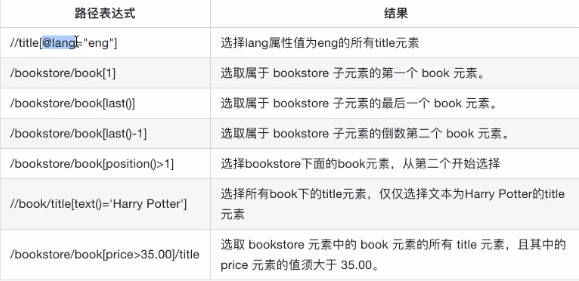 路径表达式 结果
//title[@lang="eng"] 选择lang属性值为eng的所有title元素
/bookstore/book[1] 选取属于 bookstore 子元素的第一个 book 元素。
/bookstore/book[last()] 选取属于 bookstore 子元素的最后一个 book 元素。
/bookstore/book[last()-1] 选取属于 bookstore 子元素的倒数第二个 book 元素。
/bookstore/book[position()>1] 选择bookstore下面的book元素，从第二个开始选择
//book/title[text()='Harry Potter'] 选择所有book下的title元素，仅仅选择文本为Harry Potter的title
元素
/bookstore/book[price>35.00]/title 选取 bookstore 元素中的 book 元素的所有 title 元素，且其中的
price 元素的值须大于 35.00。